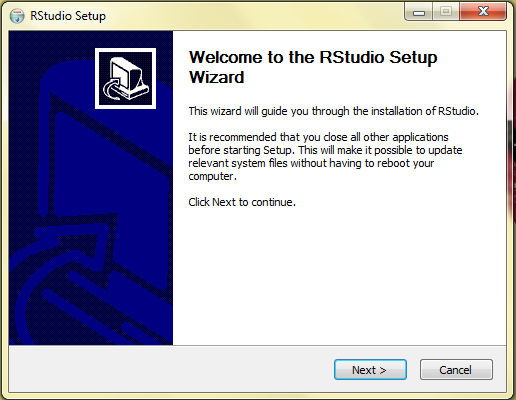 RStudio Setup
Welcome to the RStudio Setup
Wizard
This wizard will guide you through the installation of RStudio.
It is recommended that you close all other applications
before starting Setup. This will make it possible to update
relevant system files without having to reboot your
computer.
Click Next to continue.
Next >
Cancel